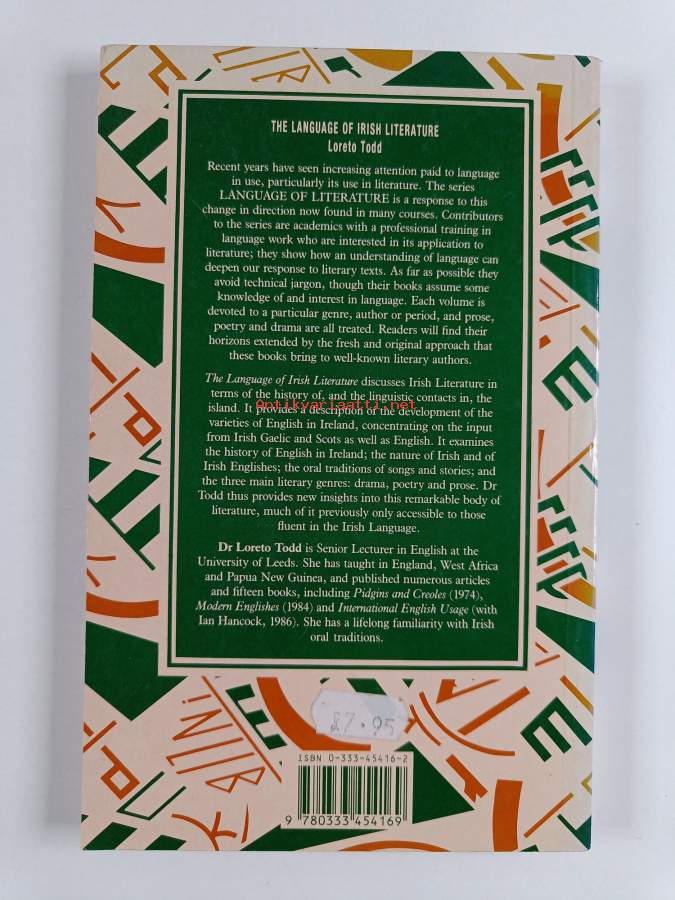 THE LANGUAGE OF IRISH LITERATURE
Loreto Todd
Recent years have seen increasing attention paid to language
in use, particularly its use in literature. The series
LANGUAGE OF LITERATURE is a response to this
change in direction now found in many courses. Contributors
to the series are academics with a professional training in
language work who are interested in its application to
literature; they show how an understanding of language can
deepen our response to literary texts. As far as possible they
avoid technical jargon, though their books assume some
knowledge of and interest in language. Each volume is
devoted to a particular genre, author or period, and prose,
poetry and drama are all treated. Readers will find their
horizons extended by the fresh and original approach that
these books bring to well-known literary authors.
The Language of Irish Literature discusses Irish Literature in
terms of the history of, and the linguistic contacts in, the
Antikvariaatti.net
island. It provides a description of the development of the
varieties of English in Ireland, concentrating on the input
from Irish Gaelic and Scots as well as English. It examines
the history of English in Ireland; the nature of Irish and of
Irish Englishes; the oral traditions of songs and stories; and
the three main literary genres: drama, poetry and prose. Dr
Todd thus provides new insights into this remarkable body of
literature, much of it previously only accessible to those
fluent in the Irish Language.
Dr Loreto Todd is Senior Lecturer in English at the
University of Leeds. She has taught in England, West Africa
and Papua New Guinea, and published numerous articles
and fifteen books, including Pidgins and Creoles (1974),
Modern Englishes (1984) and International English Usage (with
Ian Hancock, 1986). She has a lifelong familiarity with Irish
oral traditions.
£7.95
ISBN 0-333-45416-2
9 780333 454169